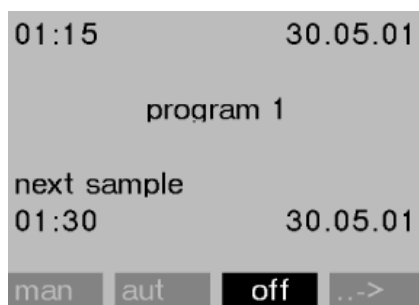 01:15 30.05.01
program 1
next sample
01:30 30.05.01
man aut off ..->